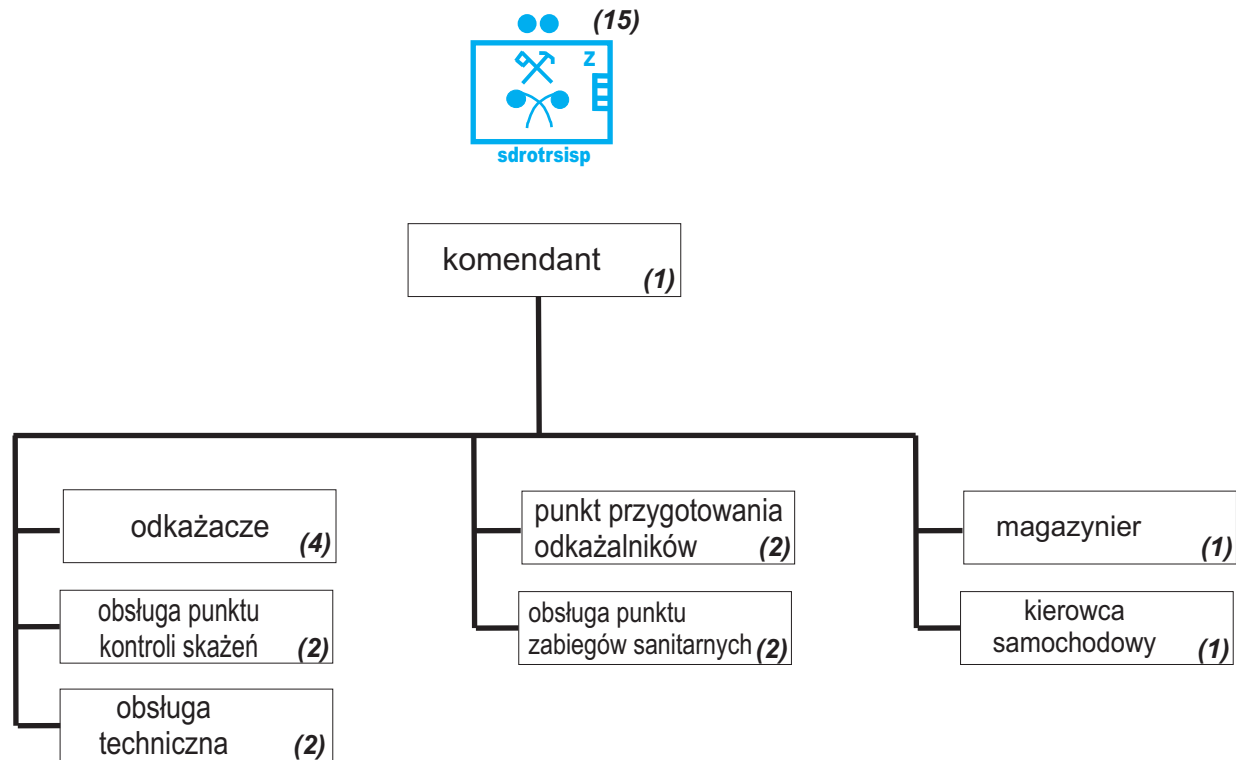 (15)
z
sdrotrsisp
komendant
(1)
odkażacze
(4)
obsługa punktu
kontroli skażeń (2)
obsługa
techniczna (2)
punkt przygotowania
odkażalników (2)
obsługa punktu
zabiegów sanitarnych (2)
magazynier
(1)
kierowca
samochodowy (1)